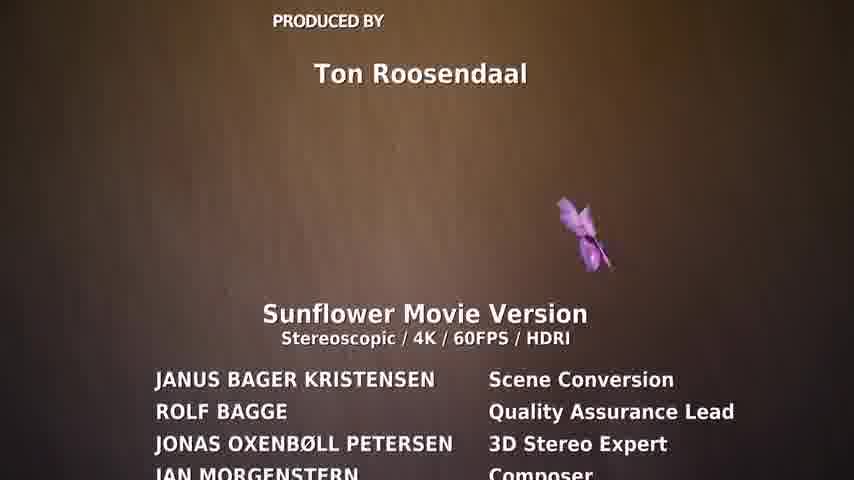 PRODUCED BY
Ton Roosendaal
Sunflower Movie Version
Stereoscopic / 4K / 60FPS / HDRI
JANUS BAGER KRISTENSEN Scene Conversion
ROLF BAGGE Quality Assurance Lead
JONAS OXENBØLL PETERSEN 3D Stereo Expert
JAN MORGENSTERN Composer